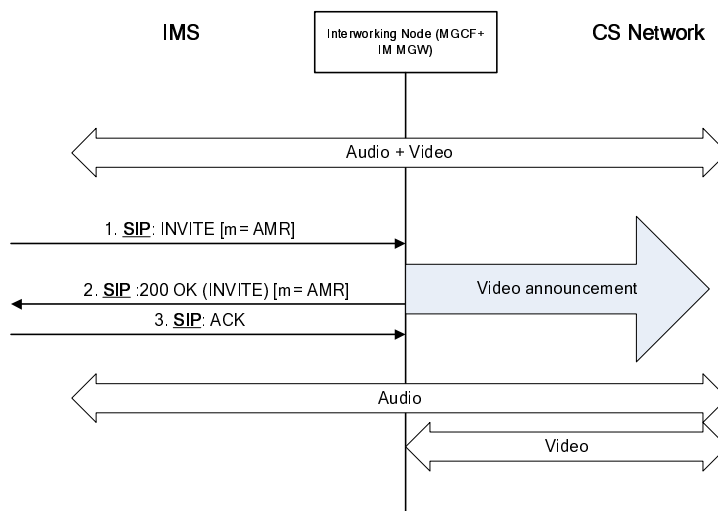 IMS
Interworking Node (MGCF+
IM MGW)
CS Network
Audio + Video
1. SIP: INVITE [m= AMR]
2. SIP :200 OK (INVITE) [m= AMR]
Video announcement
3. SIP: ACK
Audio
Video